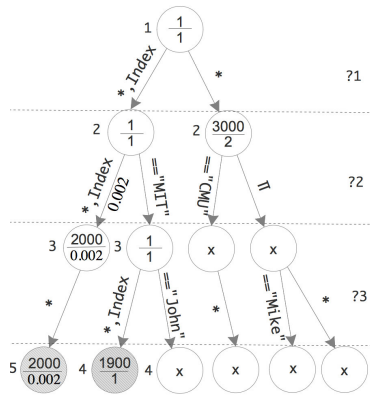 1
1
1
*,Index
*
?1
2
1
1
2
3000
2
*,Index
0.002
=="MIT"
=="CMU"
∏
?2
3
2000
0.002
3
1
1
x
x
*
*,Index
=="John"
*
=="Mike"
*
?3
5
2000
0.002
4
1900
1
4
x
x
x
x